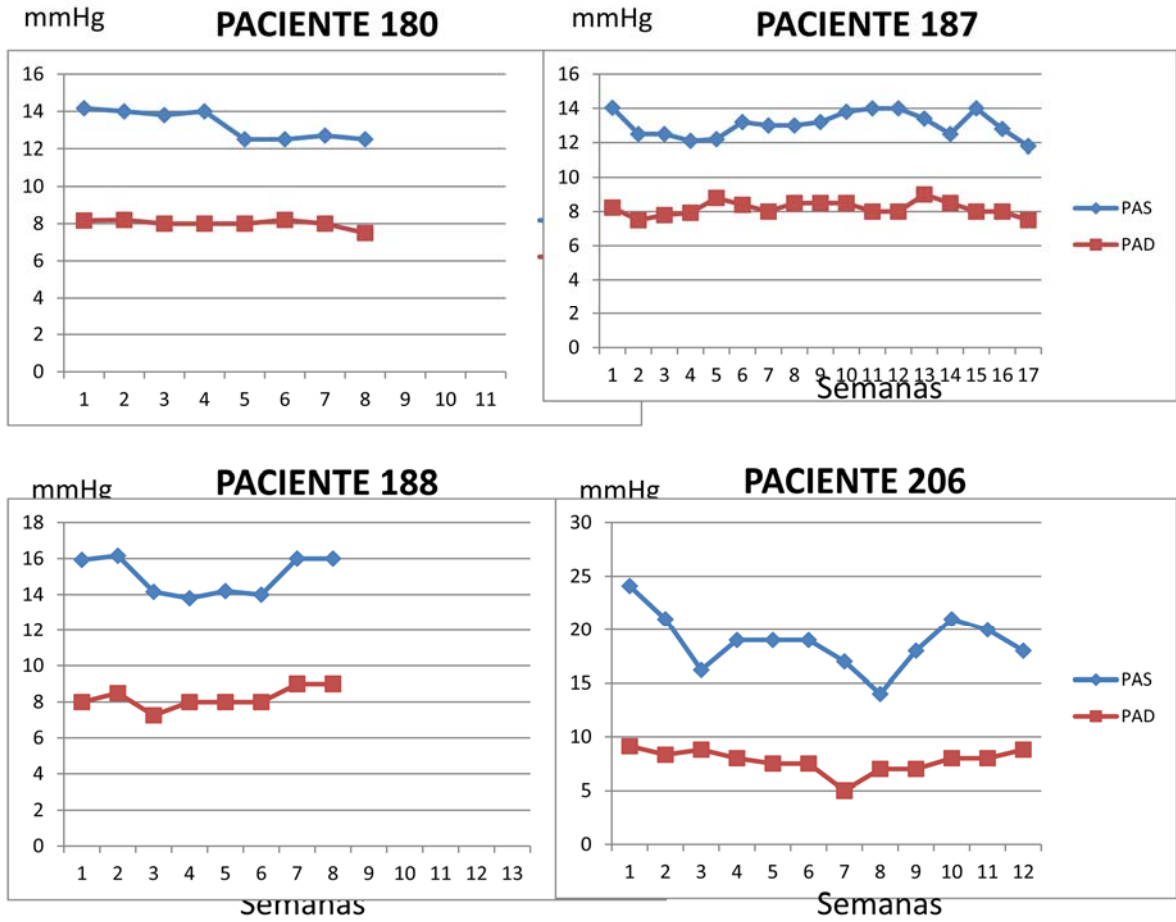 mmHg
PACIENTE 180
16
14
12
10
8
6
4
2
0
1 2 3 4 5 6 7 8 9 10 11
mmHg
PACIENTE 187
16
14
12
10
8
6
4
2
0
1 2 3 4 5 6 7 8 9 10 11 12 13 14 15 16 17
Semanas
PAS
PAD
mmHg
PACIENTE 188
18
16
14
12
10
8
6
4
2
0
1 2 3 4 5 6 7 8 9 10 11 12 13
Semanas
mmHg
PACIENTE 206
30
25
20
15
10
5
0
1 2 3 4 5 6 7 8 9 10 11 12
Semanas
PAS
PAD